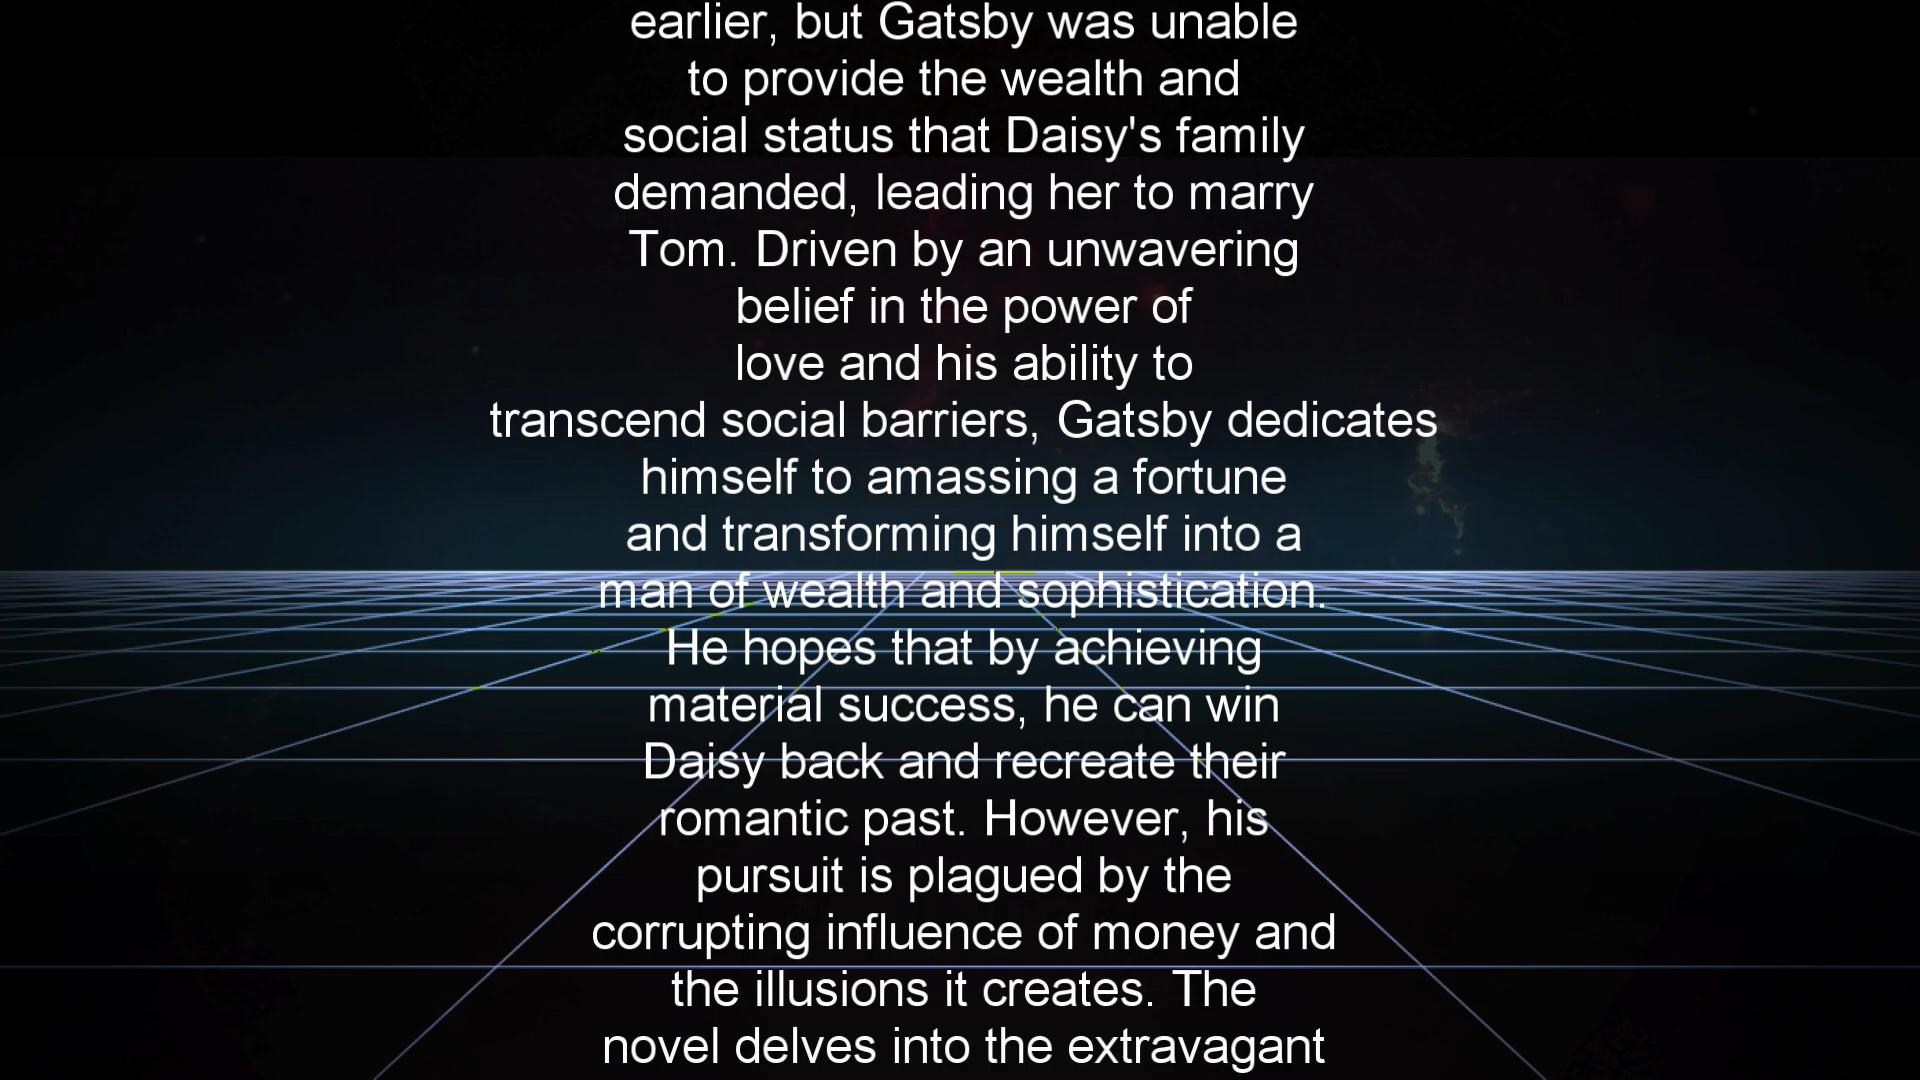 earlier, but Gatsby was unable
to provide the wealth and
social status that Daisy's family
demanded, leading her to marry
Tom. Driven by an unwavering
belief in the power of
love and his ability to
transcend social barriers, Gatsby dedicates
himself to amassing a fortune
and transforming himself into a
man of wealth and sophistication.
He hopes that by achieving
material success, he can win
Daisy back and recreate their
romantic past. However, his
pursuit is plagued by the
corrupting influence of money and
the illusions it creates. The
novel delves into the extravagant